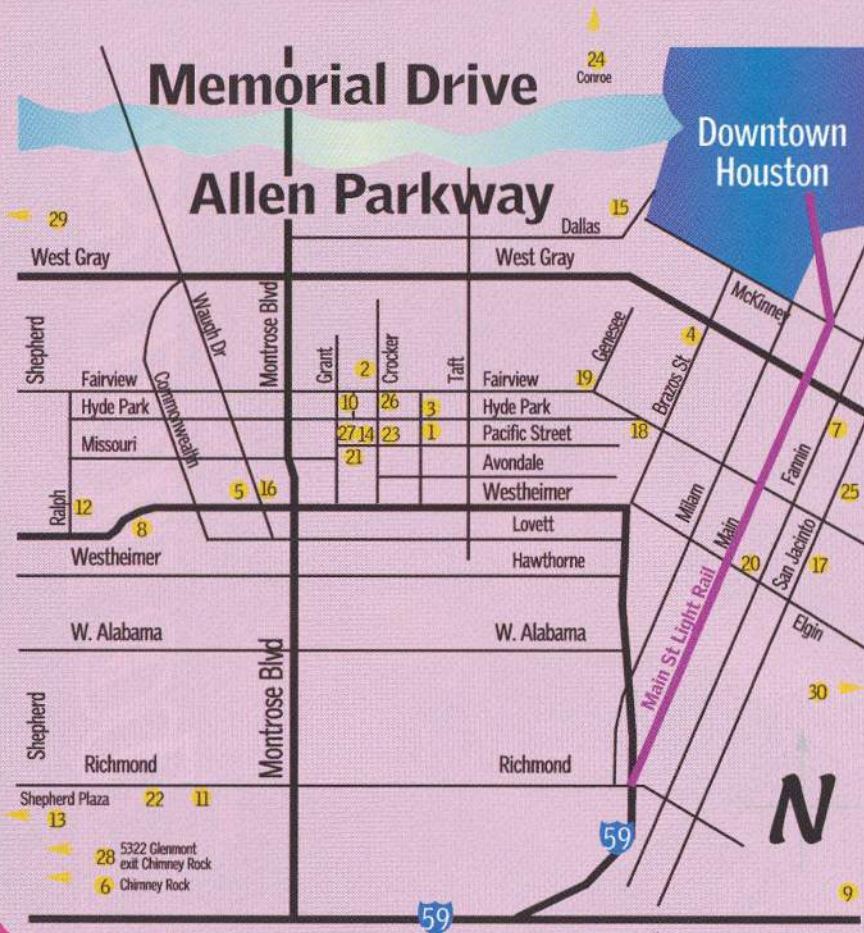 24
Conroe
Memorial Drive
Downtown
Houston
Allen Parkway
15
Dallas
29
West Gray
West Gray
McKinney
Waugh Dr
Montrose Blvd
Shepherd
Grant
2
Crocker
Taft
Genesee
4
Brazos St
Fairview
Commonwealth
Fairview
19
Hyde Park
10
26
3
Hyde Park
7
Missouri
27
14
23
1
Pacific Street
18
21
Avondale
Fannin
5
16
Westheimer
25
Ralph
12
Milam
8
Lovett
Main
San Jacinto
Westheimer
Hawthorne
20
17
Elgin
W. Alabama
W. Alabama
Main St Light Rail
30
Shepherd
Montrose Blvd
Richmond
Richmond
Shepherd Plaza
22
11
13
N
59
28
5322 Glenmont
exit Chimney Rock
6
Chimney Rock
9
59